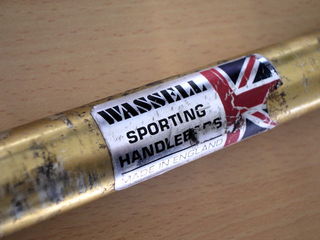 WASSELL
SPORTING
HANDLEBARS
MADE IN ENGLAND